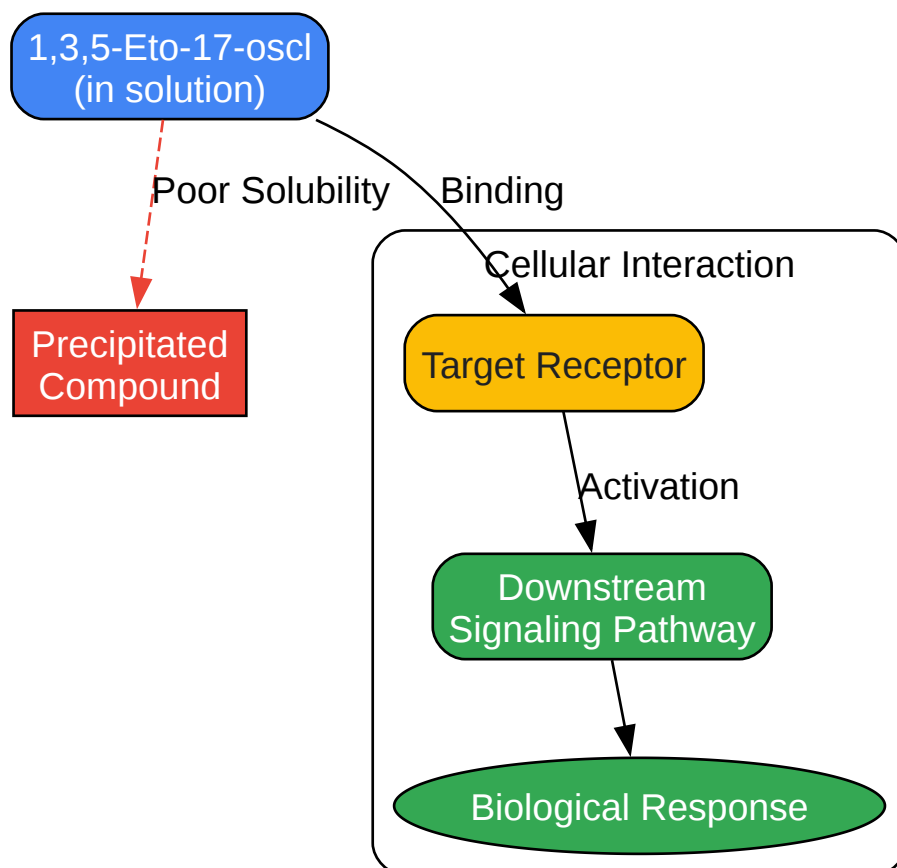 1,3,5-Eto-17-oscl
(in solution)
Poor Solubility
Binding
Cellular Interaction
Precipitated
Compound
Target Receptor
Activation
Downstream
Signaling Pathway
Biological Response